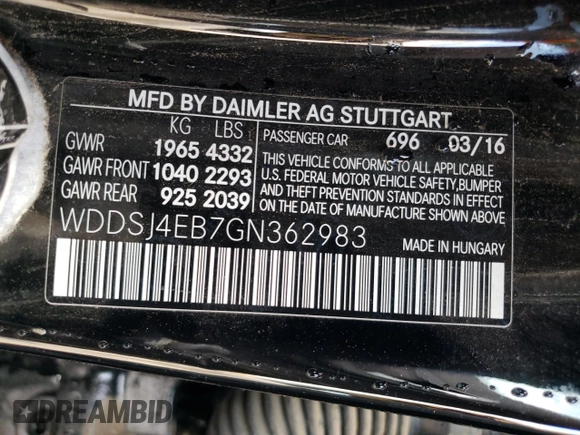 MFD BY DAIMLER AG STUTTGART
KG LBS
GVWR 1965 4332
GAWR FRONT 1040 2293
GAWR REAR 925 2039
PASSENGER CAR 696 03/16
THIS VEHICLE CONFORMS TO ALL APPLICABLE
U.S. FEDERAL MOTOR VEHICLE SAFETY, BUMPER
AND THEFT PREVENTION STANDARDS IN EFFECT
ON THE DATE OF MANUFACTURE SHOWN ABOVE.
WDDSJ4EB7GN362983
MADE IN HUNGARY
DREAMBID